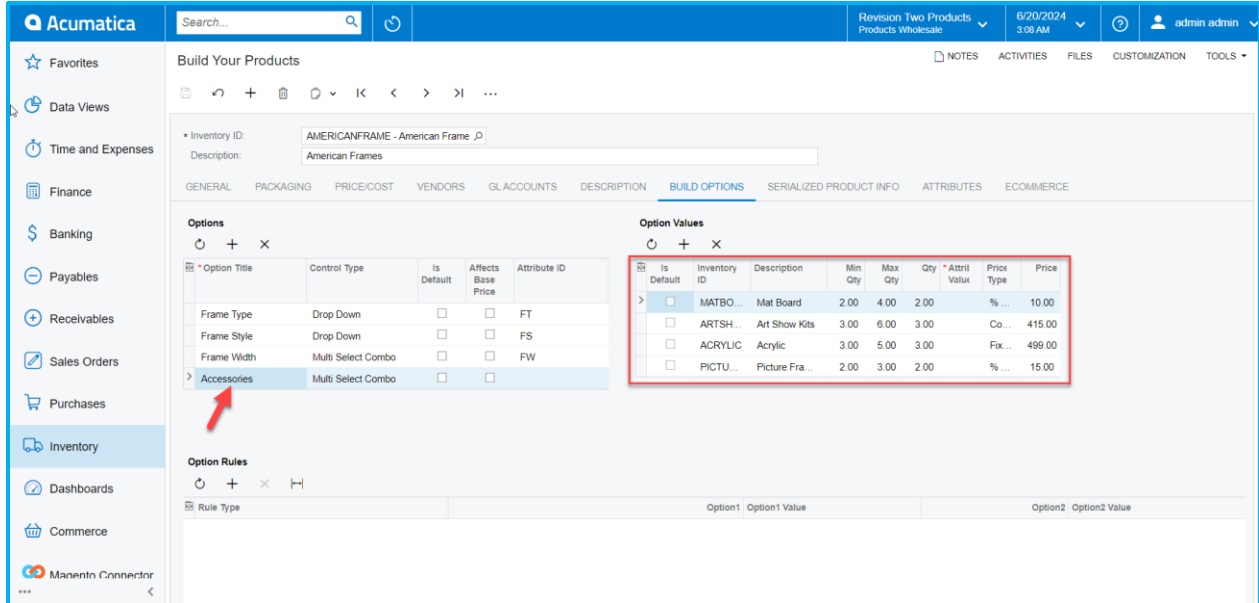 Acumatica
Search...
Revision Two Products
Products Wholesale
6/20/2024
3:08 AM
admin admin
Favorites
Data Views
Time and Expenses
Finance
Banking
Payables
Receivables
Sales Orders
Purchases
Inventory
Dashboards
Commerce
Magento Connector
Build Your Products
NOTES ACTIVITIES FILES CUSTOMIZATION TOOLS
* Inventory ID: AMERICANFRAME - American Frame
Description: American Frames
GENERAL PACKAGING PRICE/COST VENDORS GL ACCOUNTS DESCRIPTION BUILD OPTIONS SERIALIZED PRODUCT INFO ATTRIBUTES ECOMMERCE
Options
* Option Title Control Type Is Default Affects Base Price Attribute ID
Frame Type Drop Down FT
Frame Style Drop Down FS
Frame Width Multi Select Combo FW
Accessories Multi Select Combo
Option Values
Is Default Inventory ID Description Min Qty Max Qty Qty * Attrib Value Price Type Price
MATBO... Mat Board 2.00 4.00 2.00 % ... 10.00
ARTSH... Art Show Kits 3.00 6.00 3.00 Co... 415.00
ACRYLIC Acrylic 3.00 5.00 3.00 Fix... 499.00
PICTU... Picture Fra... 2.00 3.00 2.00 % ... 15.00
Option Rules
Rule Type Option1 Option1 Value Option2 Option2 Value